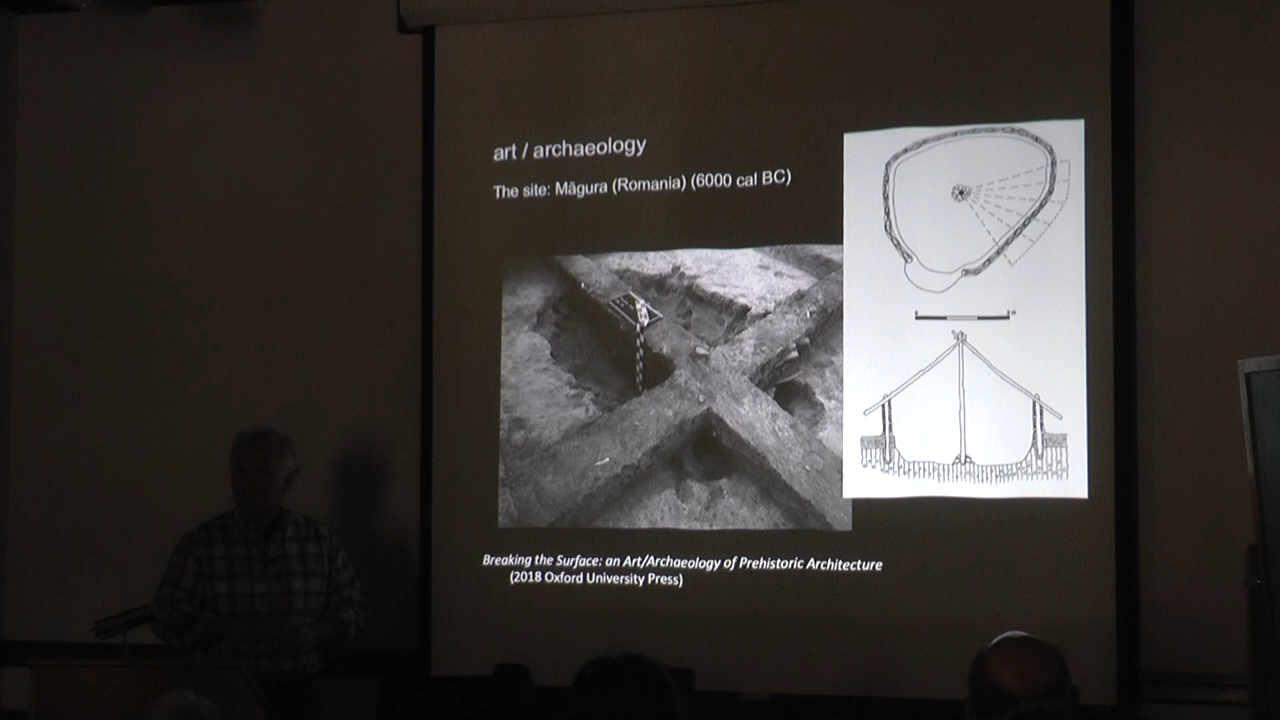 art / archaeology
The site: Măgura (Romania) (6000 cal BC)
Breaking the Surface: an Art/Archaeology of Prehistoric Architecture
(2018 Oxford University Press)